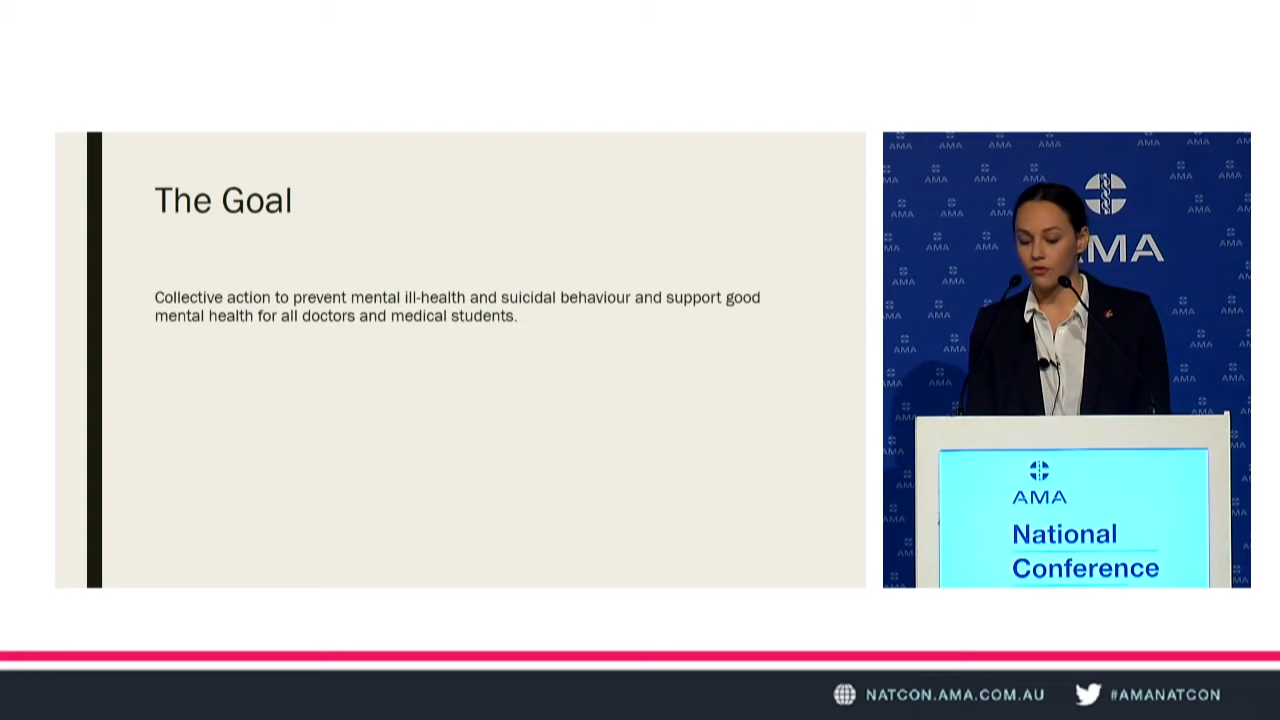 The Goal
Collective action to prevent mental ill-health and suicidal behaviour and support good
mental health for all doctors and medical students.
AMA
AMA
National
Conference
NATCON.AMA.COM.AU
#AMANATCON